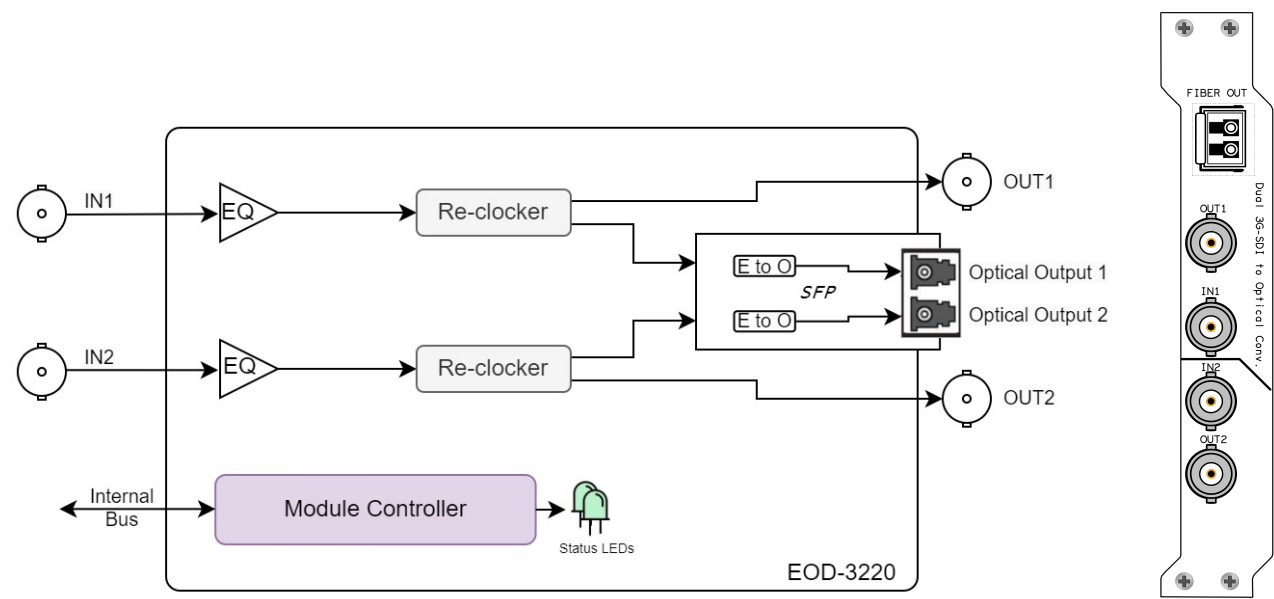 IN1
EQ
Re-clocker
OUT1
E to O
SFP
E to O
Optical Output 1
Optical Output 2
IN2
EQ
Re-clocker
OUT2
Internal
Bus
Module Controller
Status LEDs
EOD-3220
FIBER OUT
OUT1
IN1
IN2
OUT2
Dual 3G-SDI to Optical Conv.